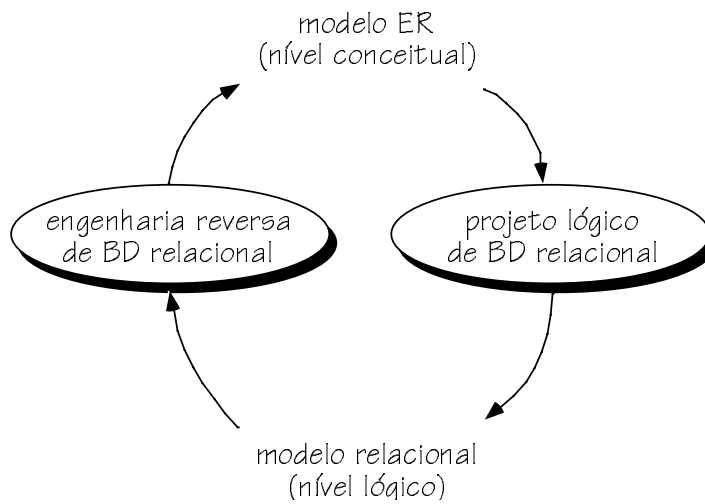 modelo ER
(nível conceitual)
engenharia reversa
de BD relacional
projeto lógico
de BD relacional
modelo relacional
(nível lógico)